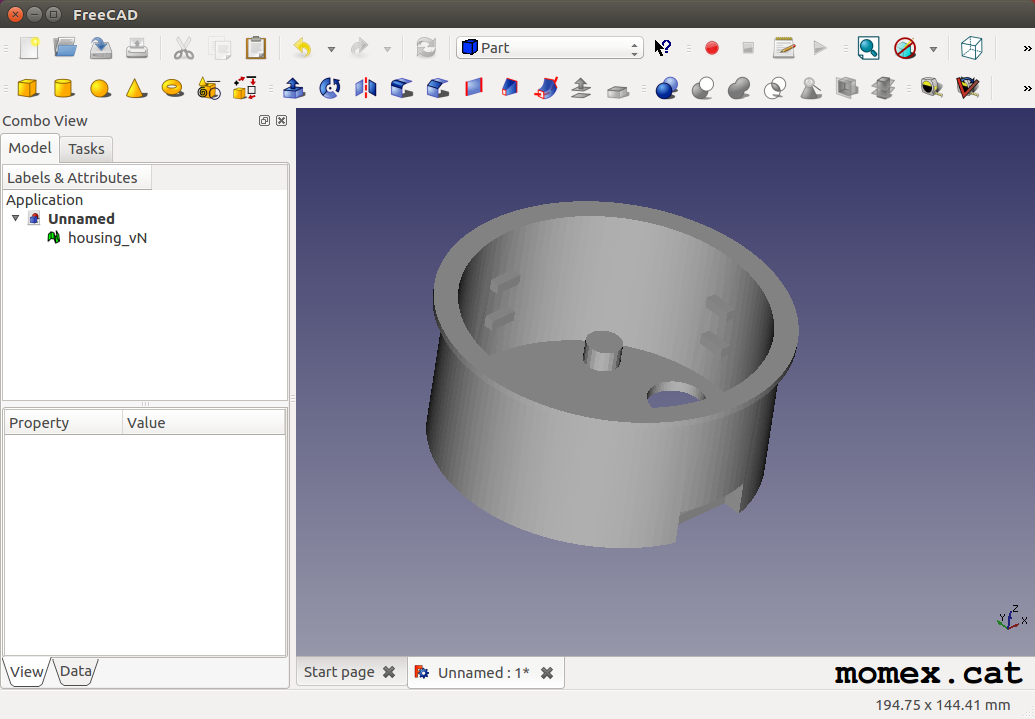 FreeCAD
Part
»
Combo View
»
Model
Tasks
Labels & Attributes
Application
Unnamed
housing_vN
Property
Value
Z
Y
X
View
Data
Start page
Unnamed : 1*
momex.cat
194.75 x 144.41 mm